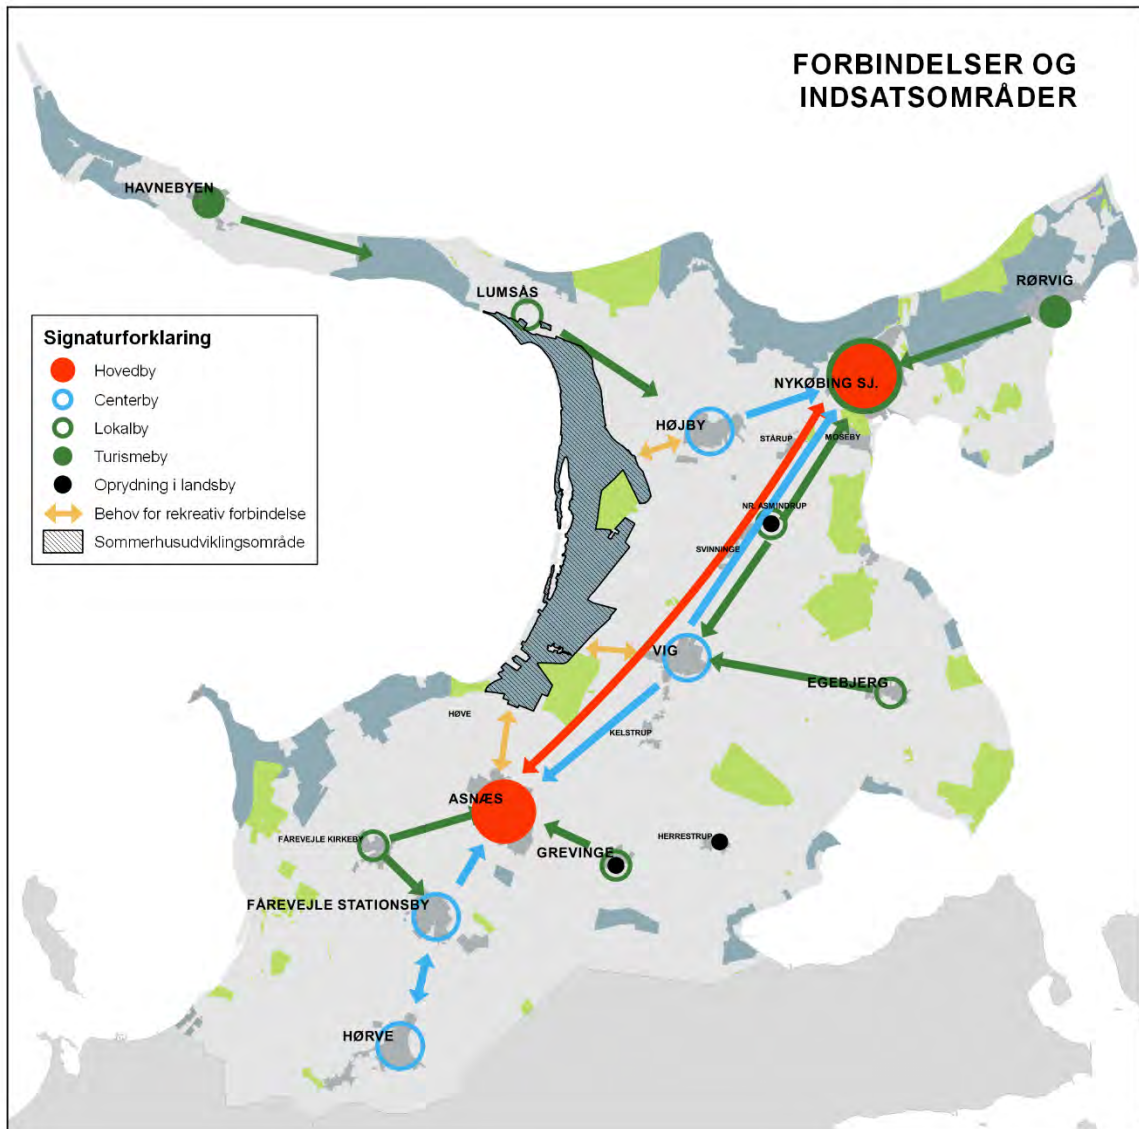 FORBINDELSER OG
INDSATSOMRÅDER
HAVNEBYEN
LUMSÅS
RØRVIG
Signaturforklaring
Hovedby
Centerby
Lokalby
Turismeby
Oprydning i landsby
Behov for rekreativ forbindelse
Sommerhusudviklingsområde
NYKØBING SJ.
HØJBY
STÅRUP
MOSEBY
NR. ASMINDRUP
SVINNINGE
VIG
EGEBJERG
HØVE
KELSTRUP
ASNÆS
FÅREVEJLE KIRKEBY
HERRESTRUP
GREVINGE
FÅREVEJLE STATIONSBY
HØRVE